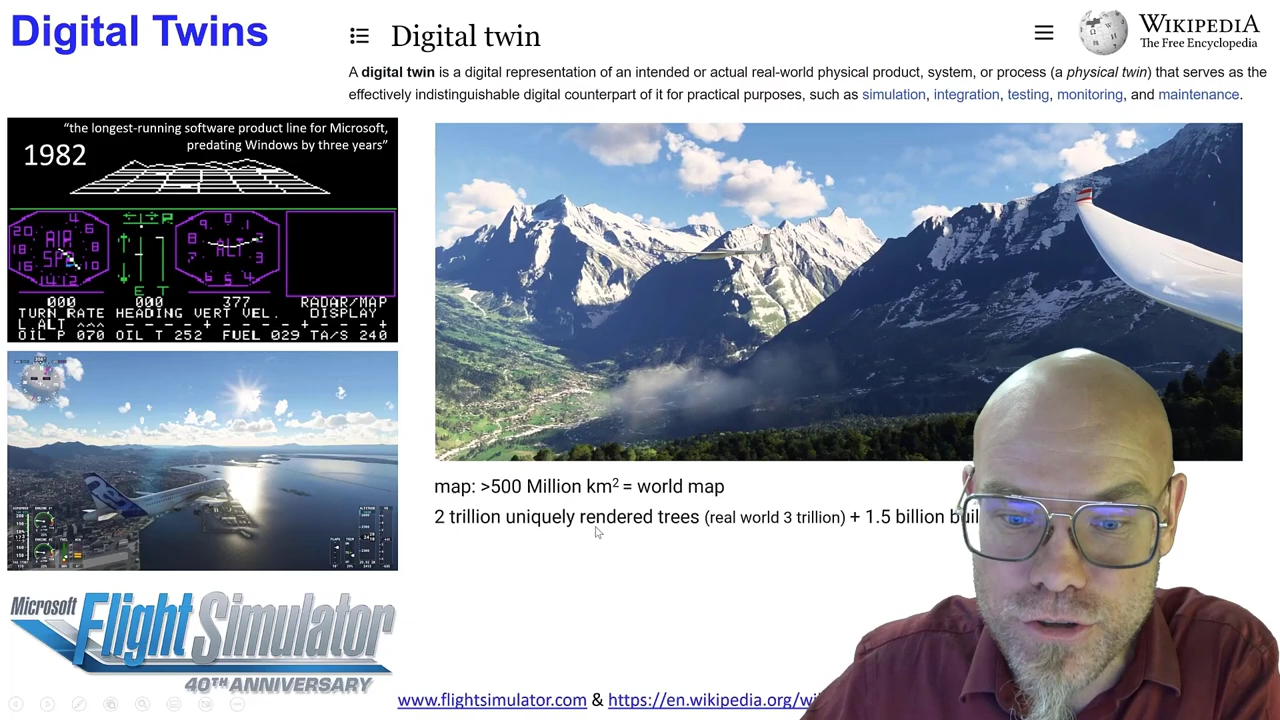 Digital Twins
Digital twin
WIKIPEDIA
The Free Encyclopedia
A digital twin is a digital representation of an intended or actual real-world physical product, system, or process (a physical twin) that serves as the
effectively indistinguishable digital counterpart of it for practical purposes, such as simulation, integration, testing, monitoring, and maintenance.
“the longest-running software product line for Microsoft,
predating Windows by three years”
1982
AIR
SPD
ALT
000 000 377 RADAR/MAP
TURN RATE HEADING VERT VEL. DISPLAY
L.ALT
OIL P 070 OIL T 252 FUEL 029 TA/S 240
map: >500 Million km² = world map
2 trillion uniquely rendered trees (real world 3 trillion) + 1.5 billion
Microsoft
Flight Simulator
40TH ANNIVERSARY
www.flightsimulator.com & https://en.wikipedia.org/wi